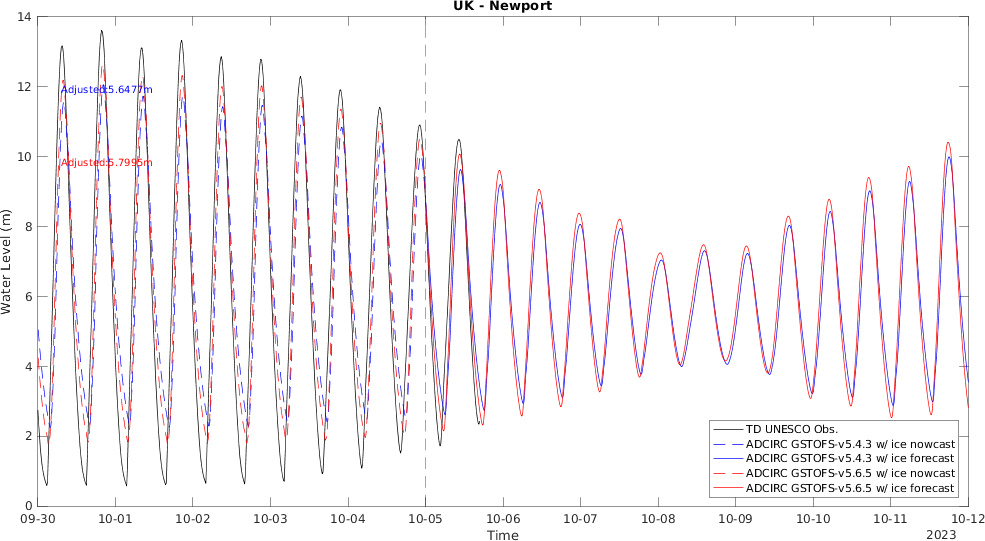 UK - Newport
14
12
10
8
6
4
2
0
Water Level (m)
Adjusted:5.6477m
Adjusted:5.7995m
TD UNESCO Obs.
ADCIRC GSTOFS-v5.4.3 w/ ice nowcast
ADCIRC GSTOFS-v5.4.3 w/ ice forecast
ADCIRC GSTOFS-v5.6.5 w/ ice nowcast
ADCIRC GSTOFS-v5.6.5 w/ ice forecast
09-30 10-01 10-02 10-03 10-04 10-05 10-06 10-07 10-08 10-09 10-10 10-11 10-12
Time
2023